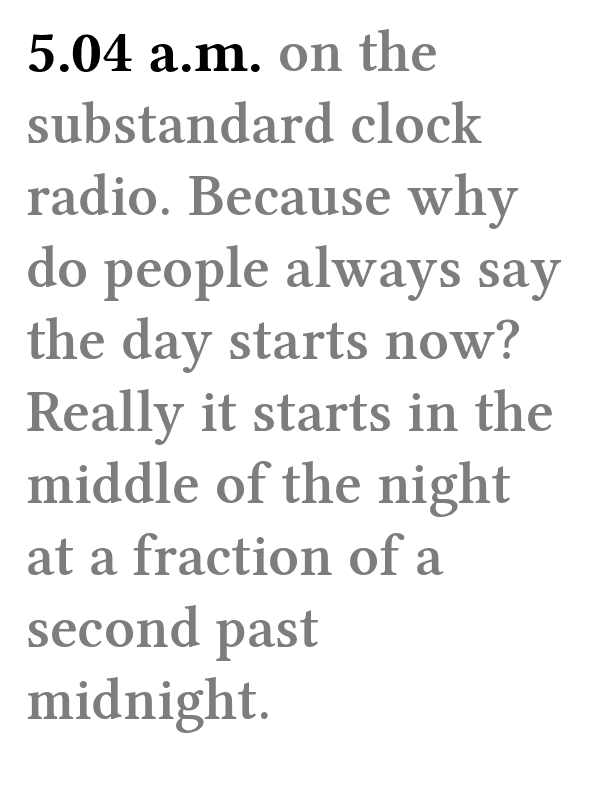 5.04 a.m. on the
substandard clock
radio. Because why
do people always say
the day starts now?
Really it starts in the
middle of the night
at a fraction of a
second past
midnight.